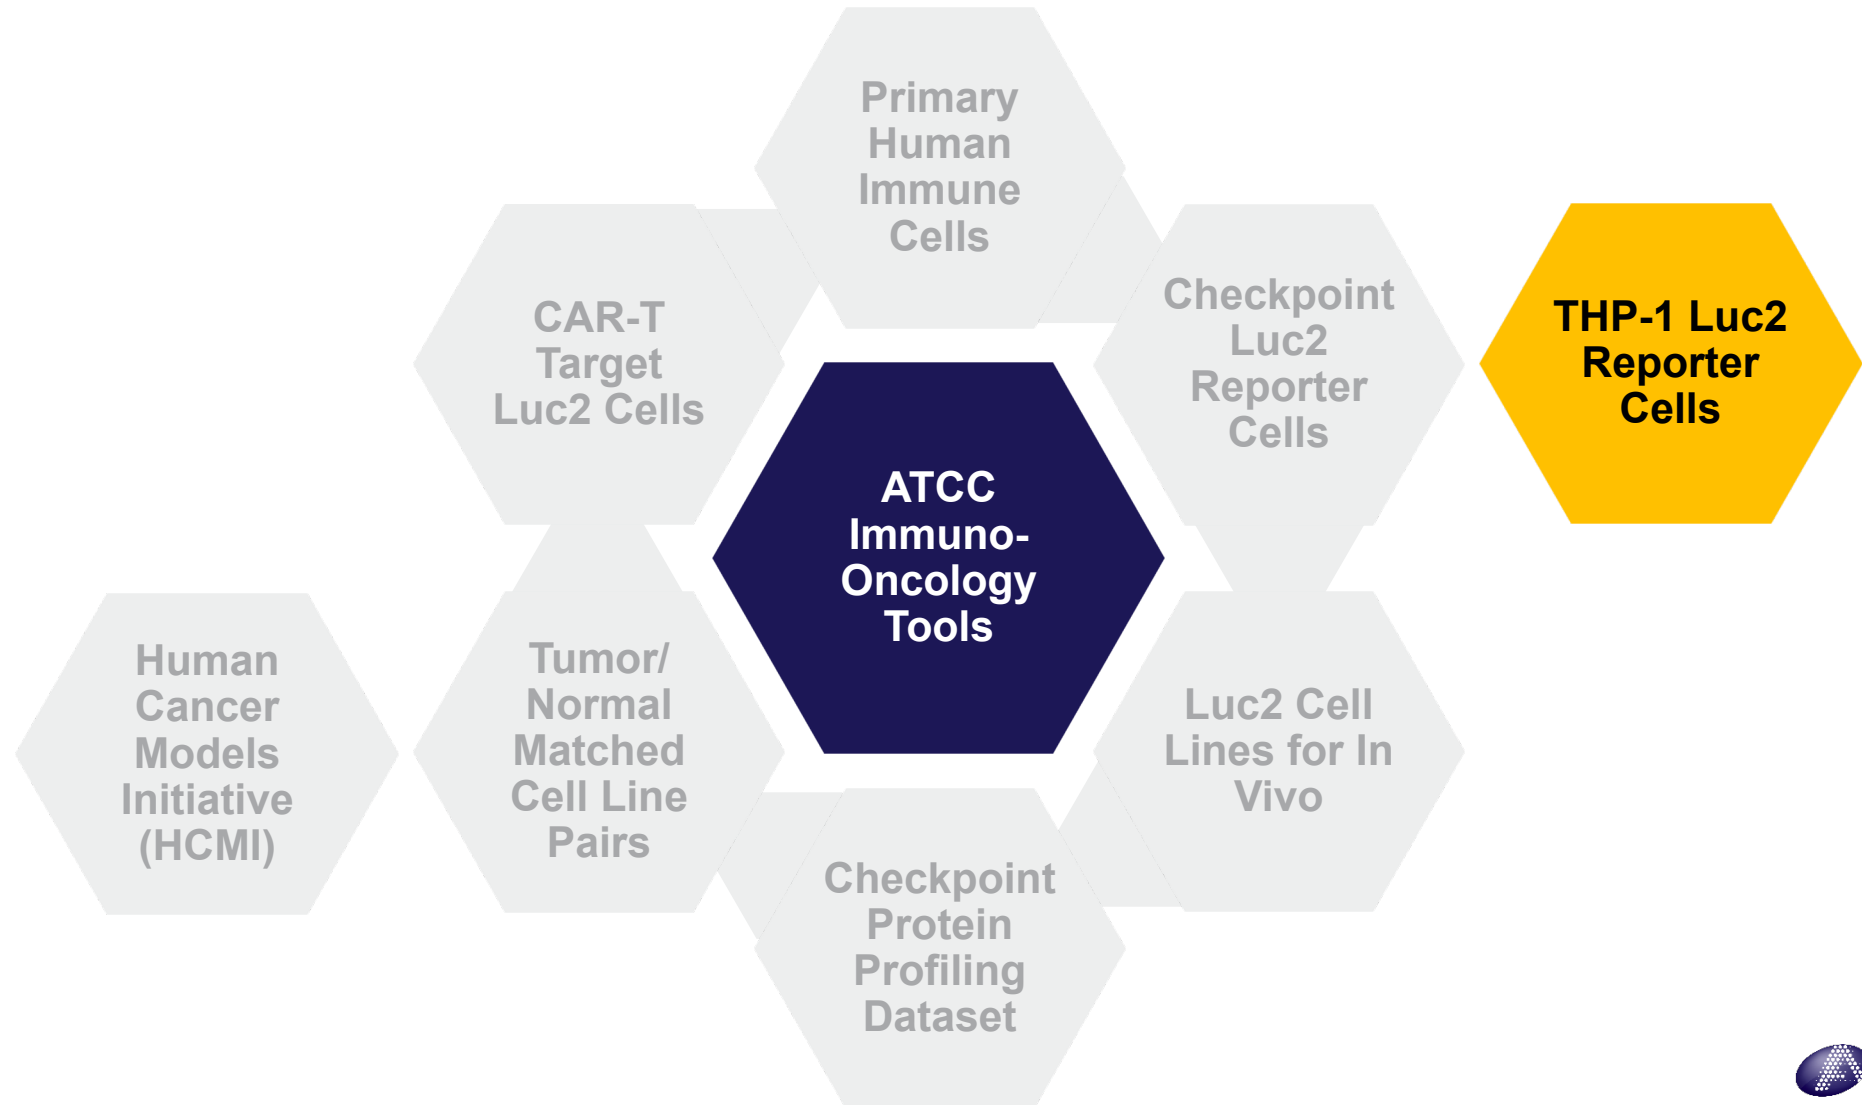 Primary
Human
Immune
Cells
CAR-T
Target
Luc2 Cells
Checkpoint
Luc2
Reporter
Cells
THP-1 Luc2
Reporter
Cells
ATCC
Immuno-
Oncology
Tools
Human
Cancer
Models
Initiative
(HCMI)
Tumor/
Normal
Matched
Cell Line
Pairs
Luc2 Cell
Lines for In
Vivo
Checkpoint
Protein
Profiling
Dataset